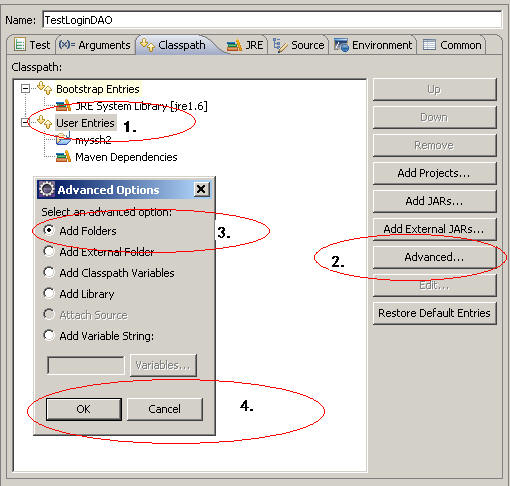 Name: TestLoginDAO
Test (x)= Arguments Classpath JRE Source Environment Common
Classpath:
Bootstrap Entries
JRE System Library [jre1.6]
User Entries 1.
myssh2
Maven Dependencies
Up
Down
Remove
Add Projects...
Add JARs...
Add External JARs...
2. Advanced...
Edit...
Restore Default Entries
Advanced Options
Select an advanced option:
Add Folders 3.
Add External Folder
Add Classpath Variables
Add Library
Attach Source
Add Variable String:
Variables...
OK Cancel 4.